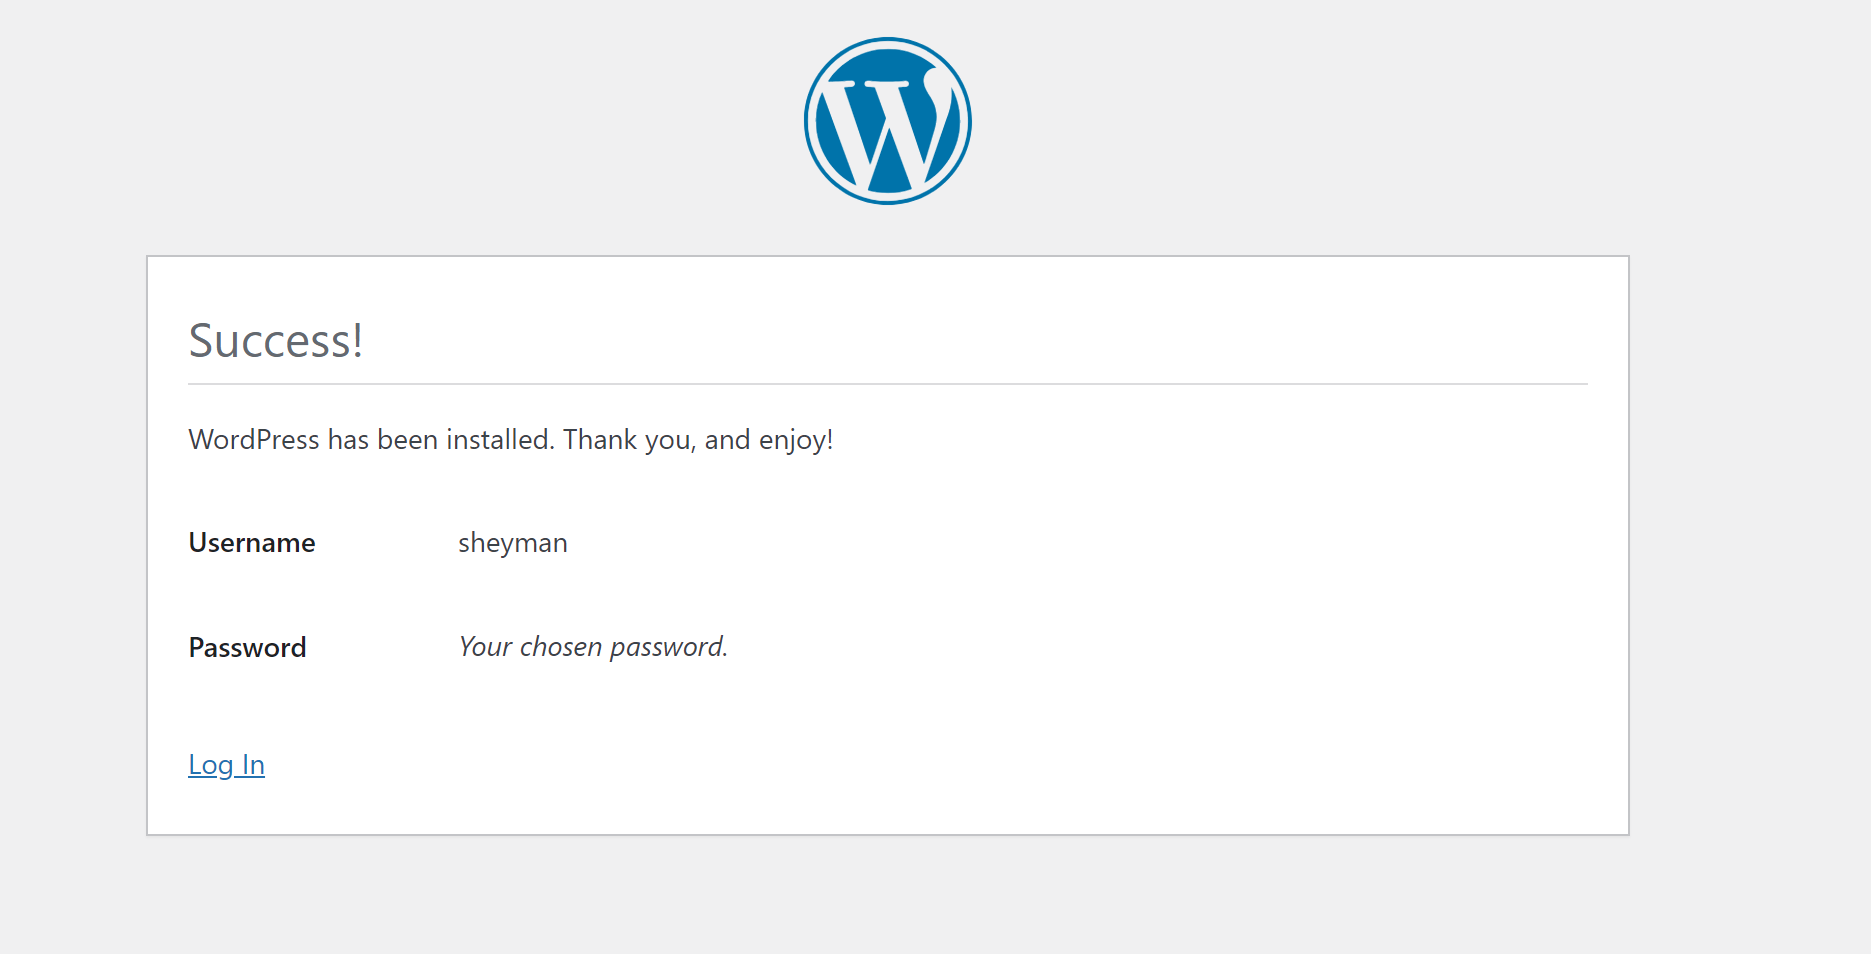 Success!
WordPress has been installed. Thank you, and enjoy!
Username sheyman
Password Your chosen password.
Log In